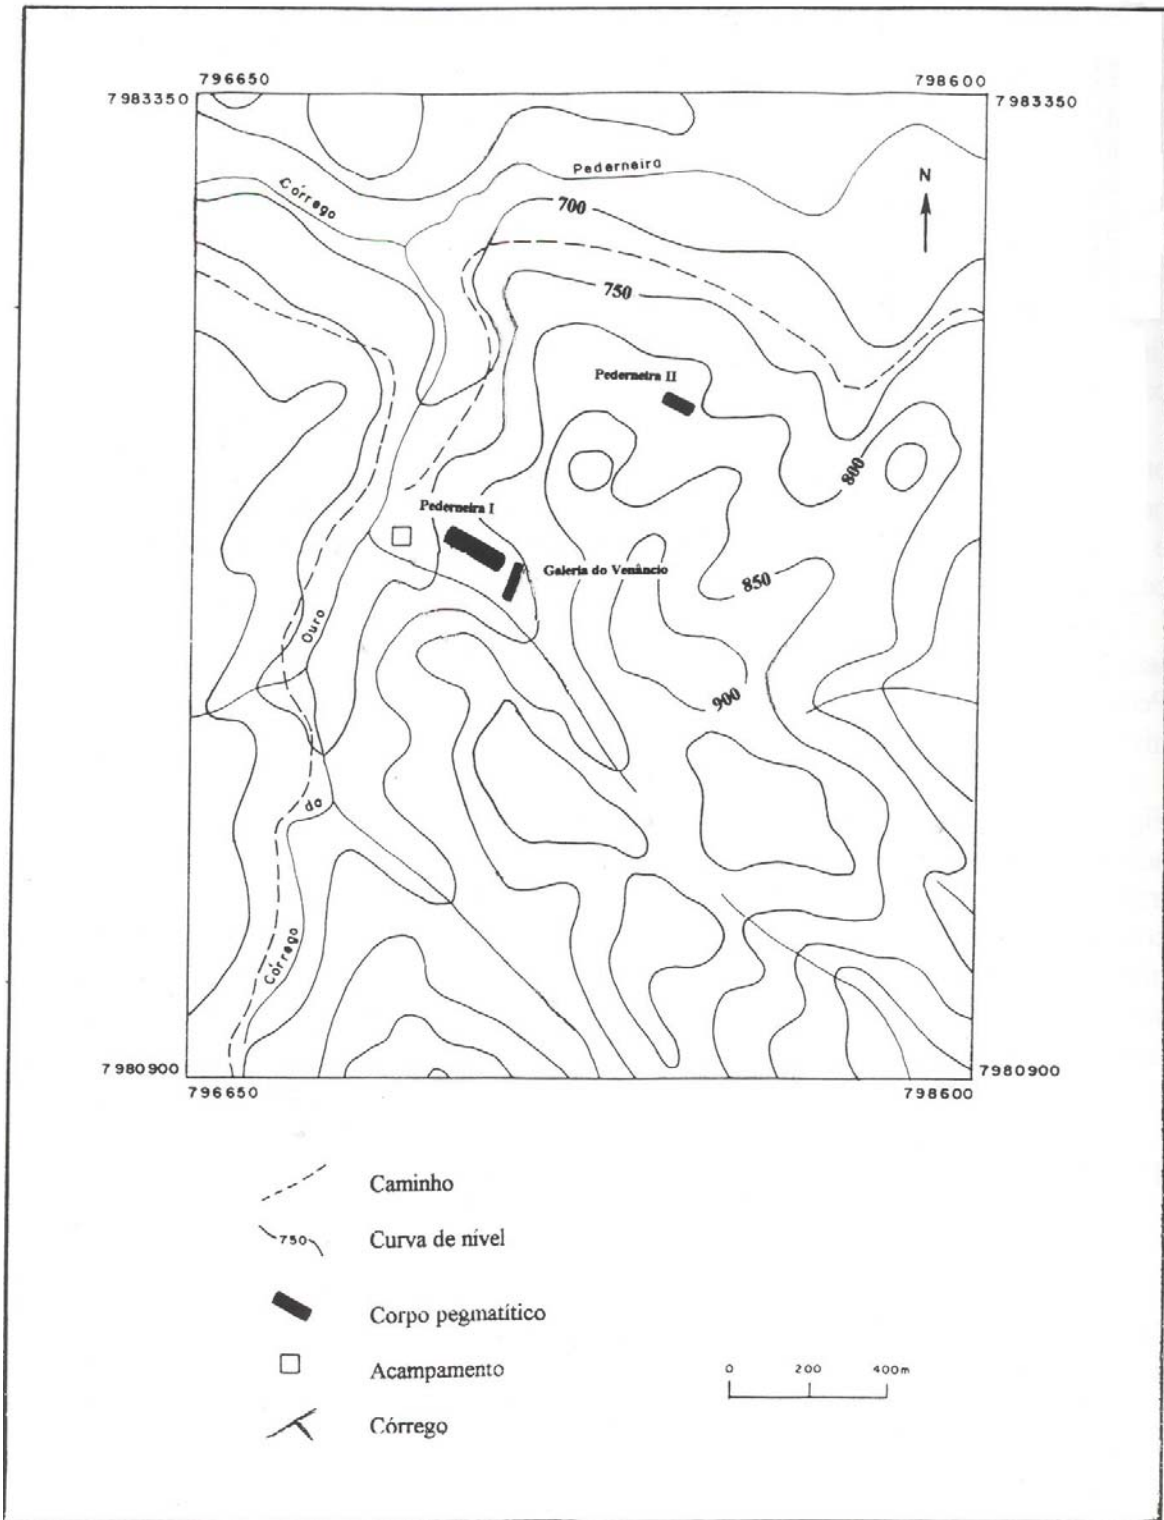 796650
798600
7983350
7983350
Pederneira
Córrego
N
700
750
Pederneira II
800
Pederneira I
Galeria do Venâncio
850
Ouro
900
do
Córrego
7980900
7980900
796650
798600
Caminho
750
Curva de nível
Corpo pegmatítico
Acampamento
0 200 400m
Córrego